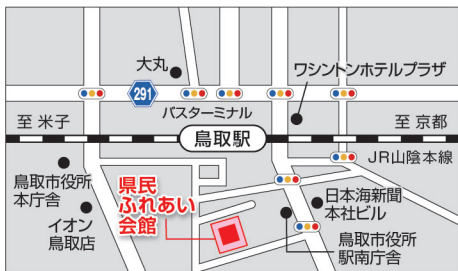 大丸
ワシントンホテルプラザ
291
バスターミナル
至 米子
鳥取駅
至 京都
JR山陰本線
鳥取市役所
本庁舎
県民
ふれあい
会館
イオン
鳥取店
日本海新聞
本社ビル
鳥取市役所
駅南庁舎